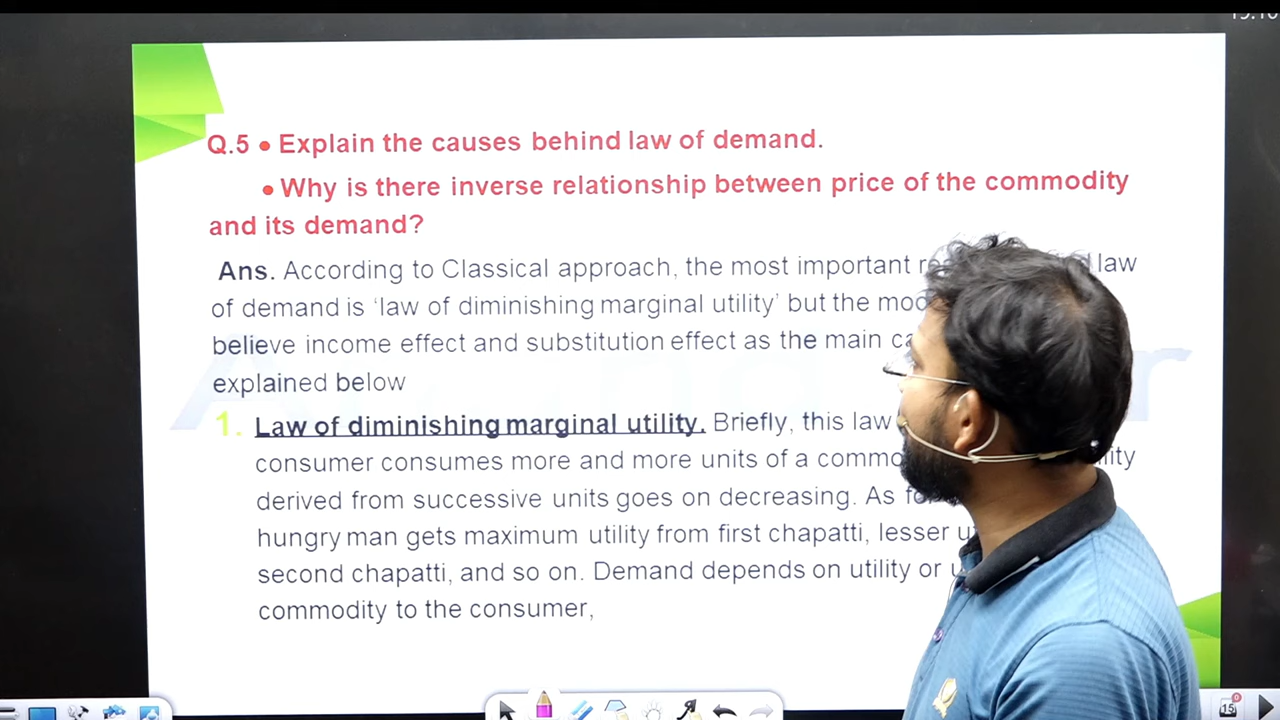 Q.5 • Explain the causes behind law of demand.
• Why is there inverse relationship between price of the commodity
and its demand?
Ans. According to Classical approach, the most important law
of demand is ‘law of diminishing marginal utility’ but the
believe income effect and substitution effect as the main
explained below
1. Law of diminishing marginal utility. Briefly, this law
consumer consumes more and more units of a
derived from successive units goes on decreasing. As
hungry man gets maximum utility from first chapatti, lesser
second chapatti, and so on. Demand depends on utility or
commodity to the consumer,
15